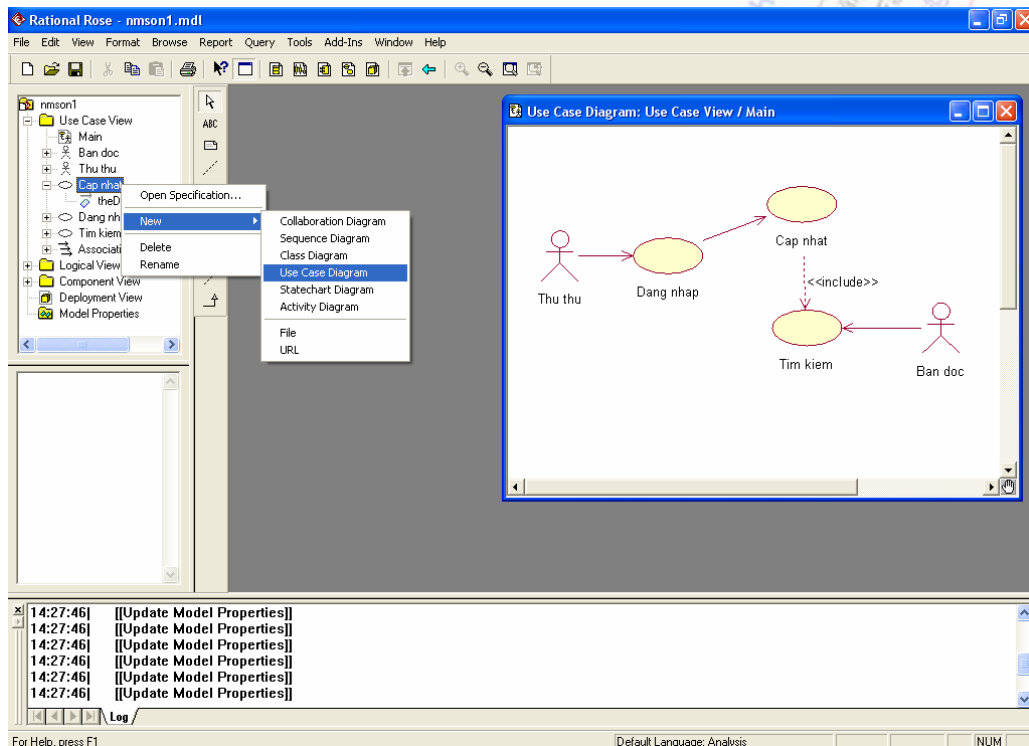 Rational Rose - nmson1.mdl
File Edit View Format Browse Report Query Tools Add-Ins Window Help
nmson1
Use Case View
Main
Ban doc
Thu thu
Cap nhat
theD
Dang nh
Tim kiem
Associati
Logical View
Component View
Deployment View
Model Properties
ABC
Open Specification...
New
Delete
Rename
Collaboration Diagram
Sequence Diagram
Class Diagram
Use Case Diagram
Statechart Diagram
Activity Diagram
File
URL
Use Case Diagram: Use Case View / Main
Cap nhat
Thu thu
Dang nhap
<<include>>
Tim kiem
Ban doc
14:27:46| [[Update Model Properties]]
14:27:46| [[Update Model Properties]]
14:27:46| [[Update Model Properties]]
14:27:46| [[Update Model Properties]]
14:27:46| [[Update Model Properties]]
14:27:46| [[Update Model Properties]]
Log
For Help, press F1
Default Language: Analysis
NUM